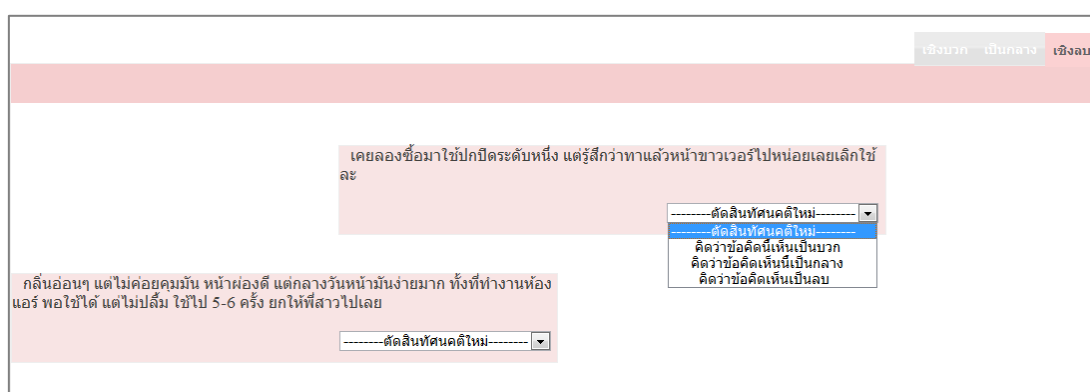 เชิงบวก เป็นกลาง เชิงลบ
เคยลองซื้อมาใช้ปกปิดระดับหนึ่ง แต่รู้สึกว่าทาแล้วหน้าขาวเวอร์ไปหน่อยเลยเลิกใช้
ละ
--------ตัดสินทัศนคติใหม่--------
--------ตัดสินทัศนคติใหม่--------
คิดว่าข้อคิดนี้เห็นเป็นบวก
คิดว่าข้อคิดเห็นนี้เป็นกลาง
คิดว่าข้อคิดเห็นเป็นลบ
กลิ่นอ่อนๆ แต่ไม่ค่อยคุมมัน หน้าผ่องดี แต่กลางวันหน้ามันง่ายมาก ทั้งที่ทำงานห้อง
แอร์ พอใช้ได้ แต่ไม่ปลื้ม ใช้ไป 5-6 ครั้ง ยกให้พี่สาวไปเลย
--------ตัดสินทัศนคติใหม่--------